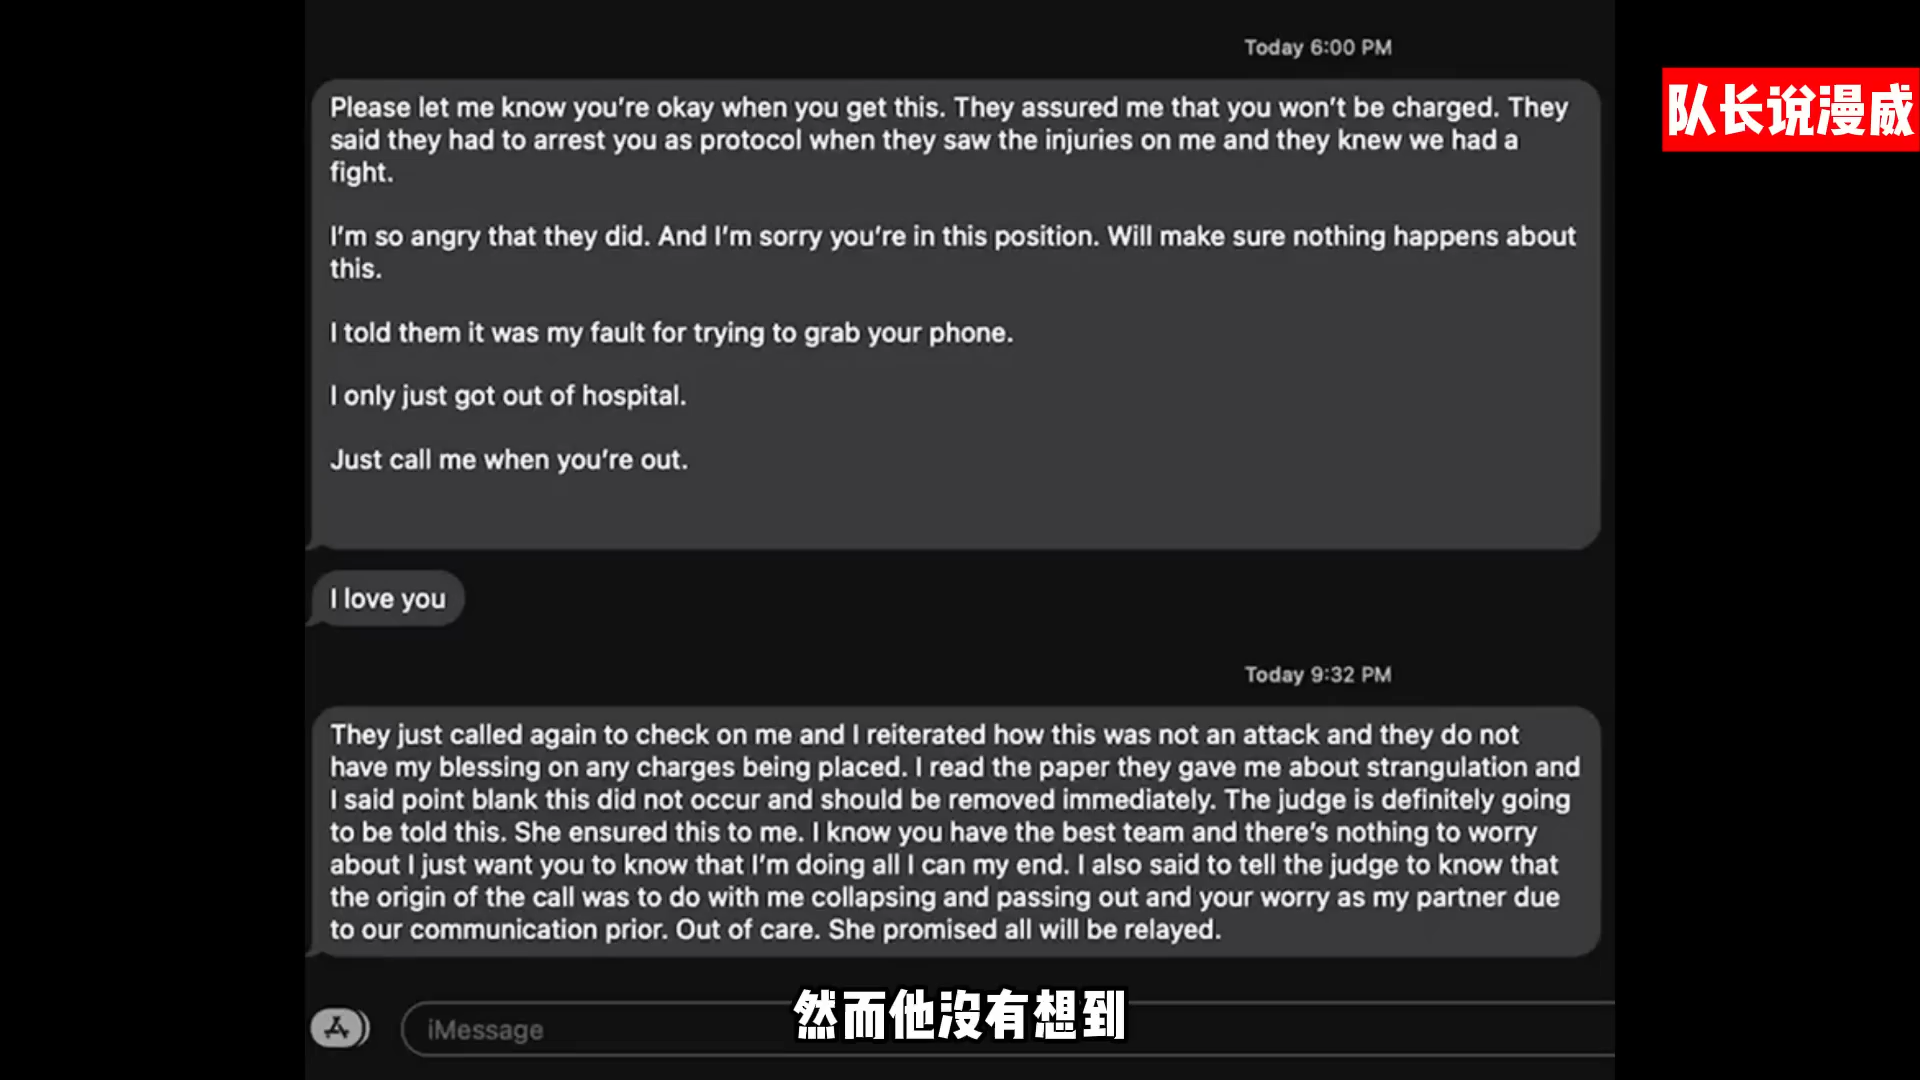 Today 6:00 PM
队长说漫威
Please let me know you're okay when you get this. They assured me that you won't be charged. They
said they had to arrest you as protocol when they saw the injuries on me and they knew we had a
fight.
I'm so angry that they did. And I'm sorry you're in this position. Will make sure nothing happens about
this.
I told them it was my fault for trying to grab your phone.
I only just got out of hospital.
Just call me when you're out.
I love you
Today 9:32 PM
They just called again to check on me and I reiterated how this was not an attack and they do not
have my blessing on any charges being placed. I read the paper they gave me about strangulation and
I said point blank this did not occur and should be removed immediately. The judge is definitely going
to be told this. She ensured this to me. I know you have the best team and there's nothing to worry
about I just want you to know that I'm doing all I can my end. I also said to tell the judge to know that
the origin of the call was to do with me collapsing and passing out and your worry as my partner due
to our communication prior. Out of care. She promised all will be relayed.
iMessage
然而他没有想到